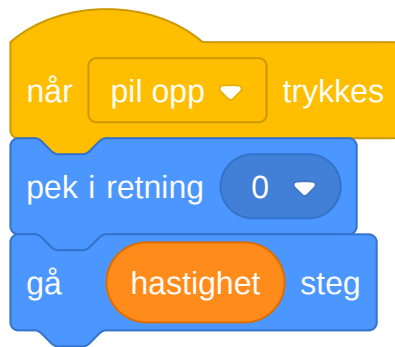 når pil opp trykkes
pek i retning 0
gå hastighet steg